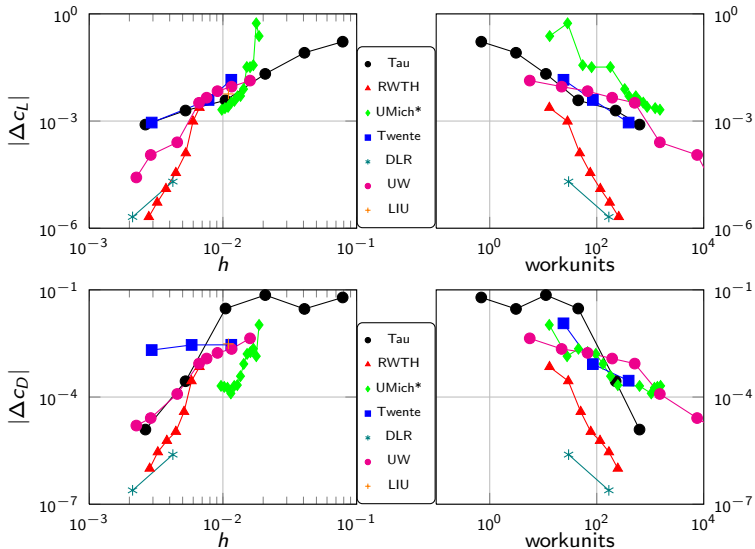 10^0
10^-3
10^-6
|Δc_L|
10^-3
10^-2
10^-1
h
Tau
RWTH
UMich*
Twente
DLR
UW
LIU
10^0
10^2
10^4
workunits
10^0
10^-3
10^-6
10^-1
10^-4
10^-7
|Δc_D|
10^-3
10^-2
10^-1
h
Tau
RWTH
UMich*
Twente
DLR
UW
LIU
10^0
10^2
10^4
workunits
10^-1
10^-4
10^-7